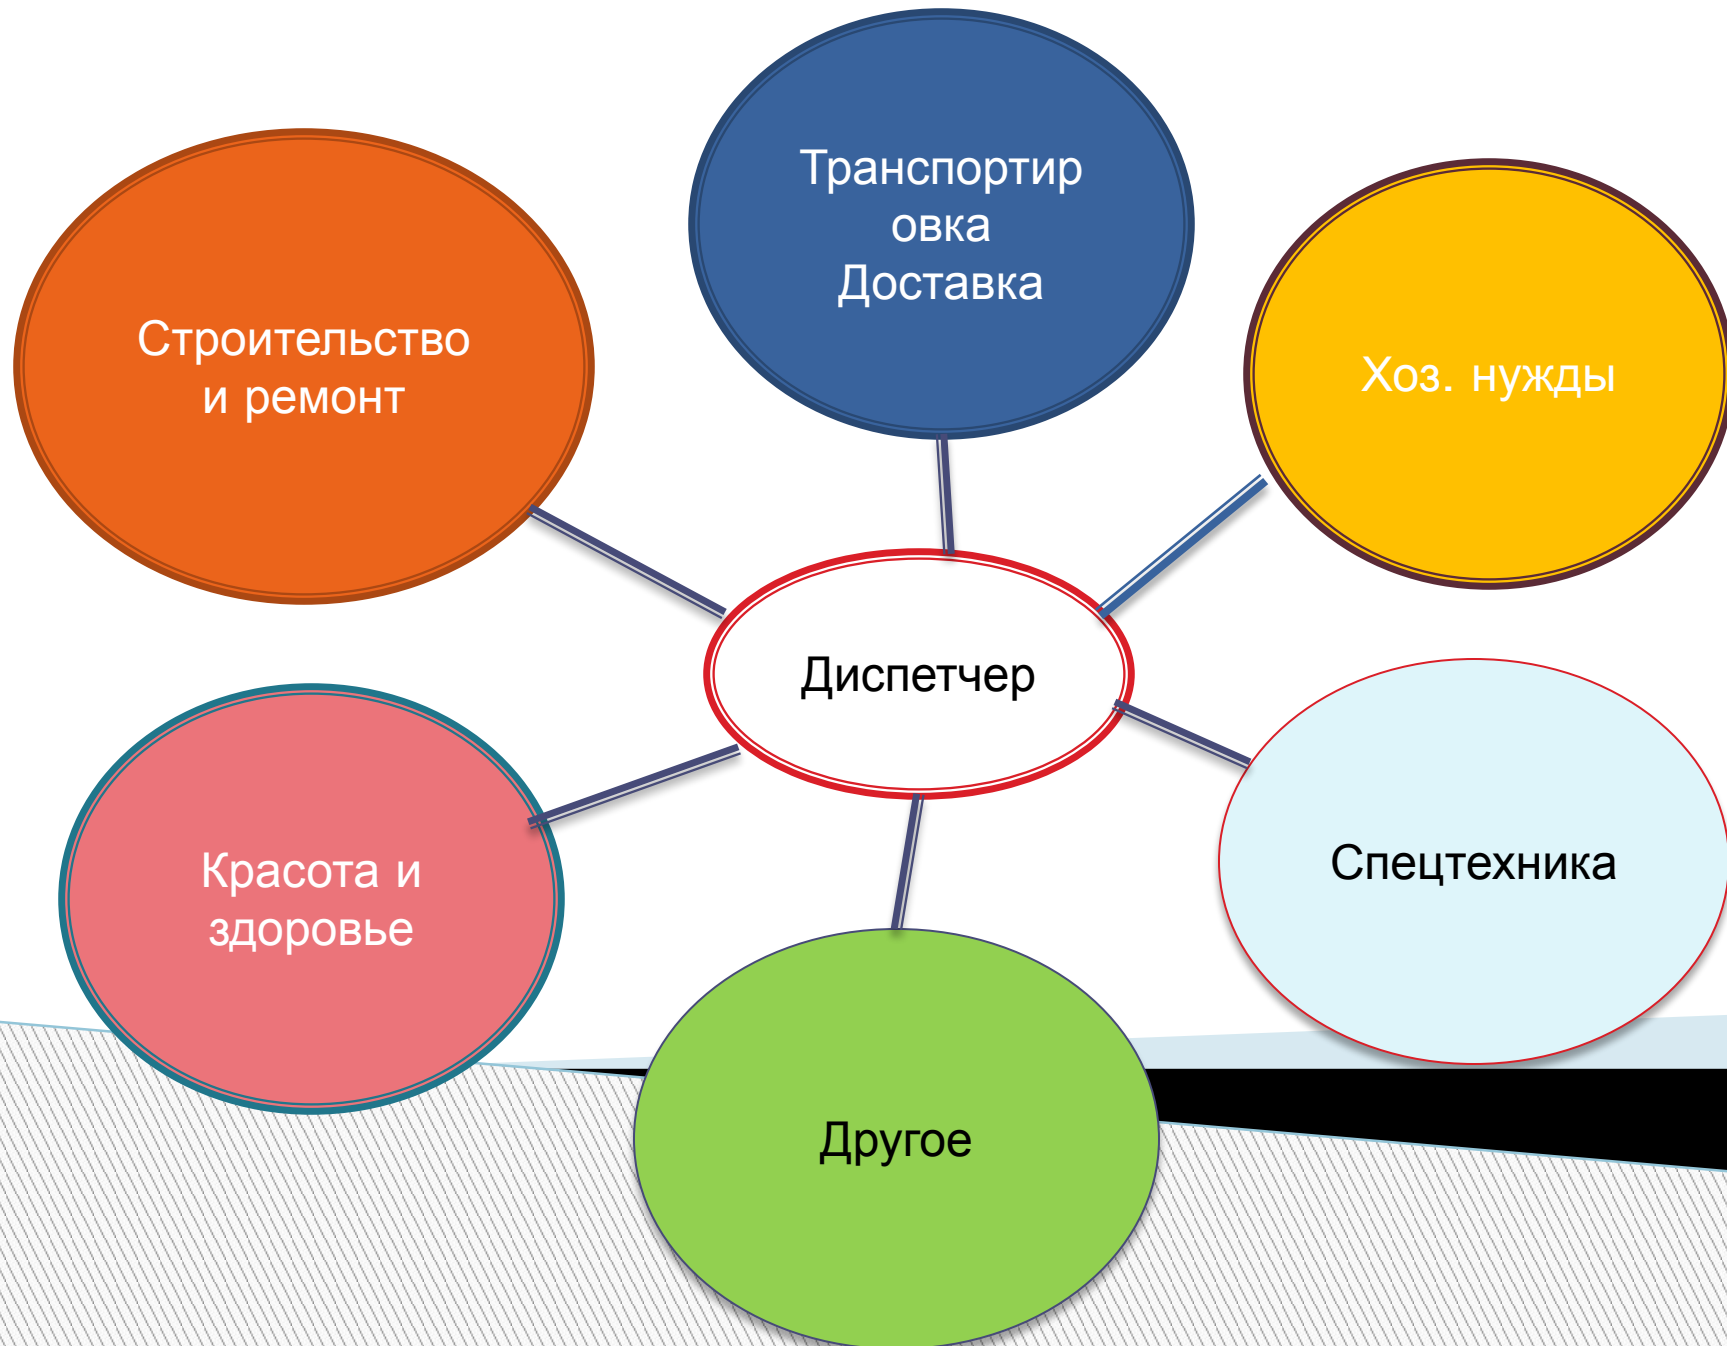 Транспортир
овка
Доставка
Строительство
и ремонт
Хоз. нужды
Диспетчер
Красота и
здоровье
Спецтехника
Другое